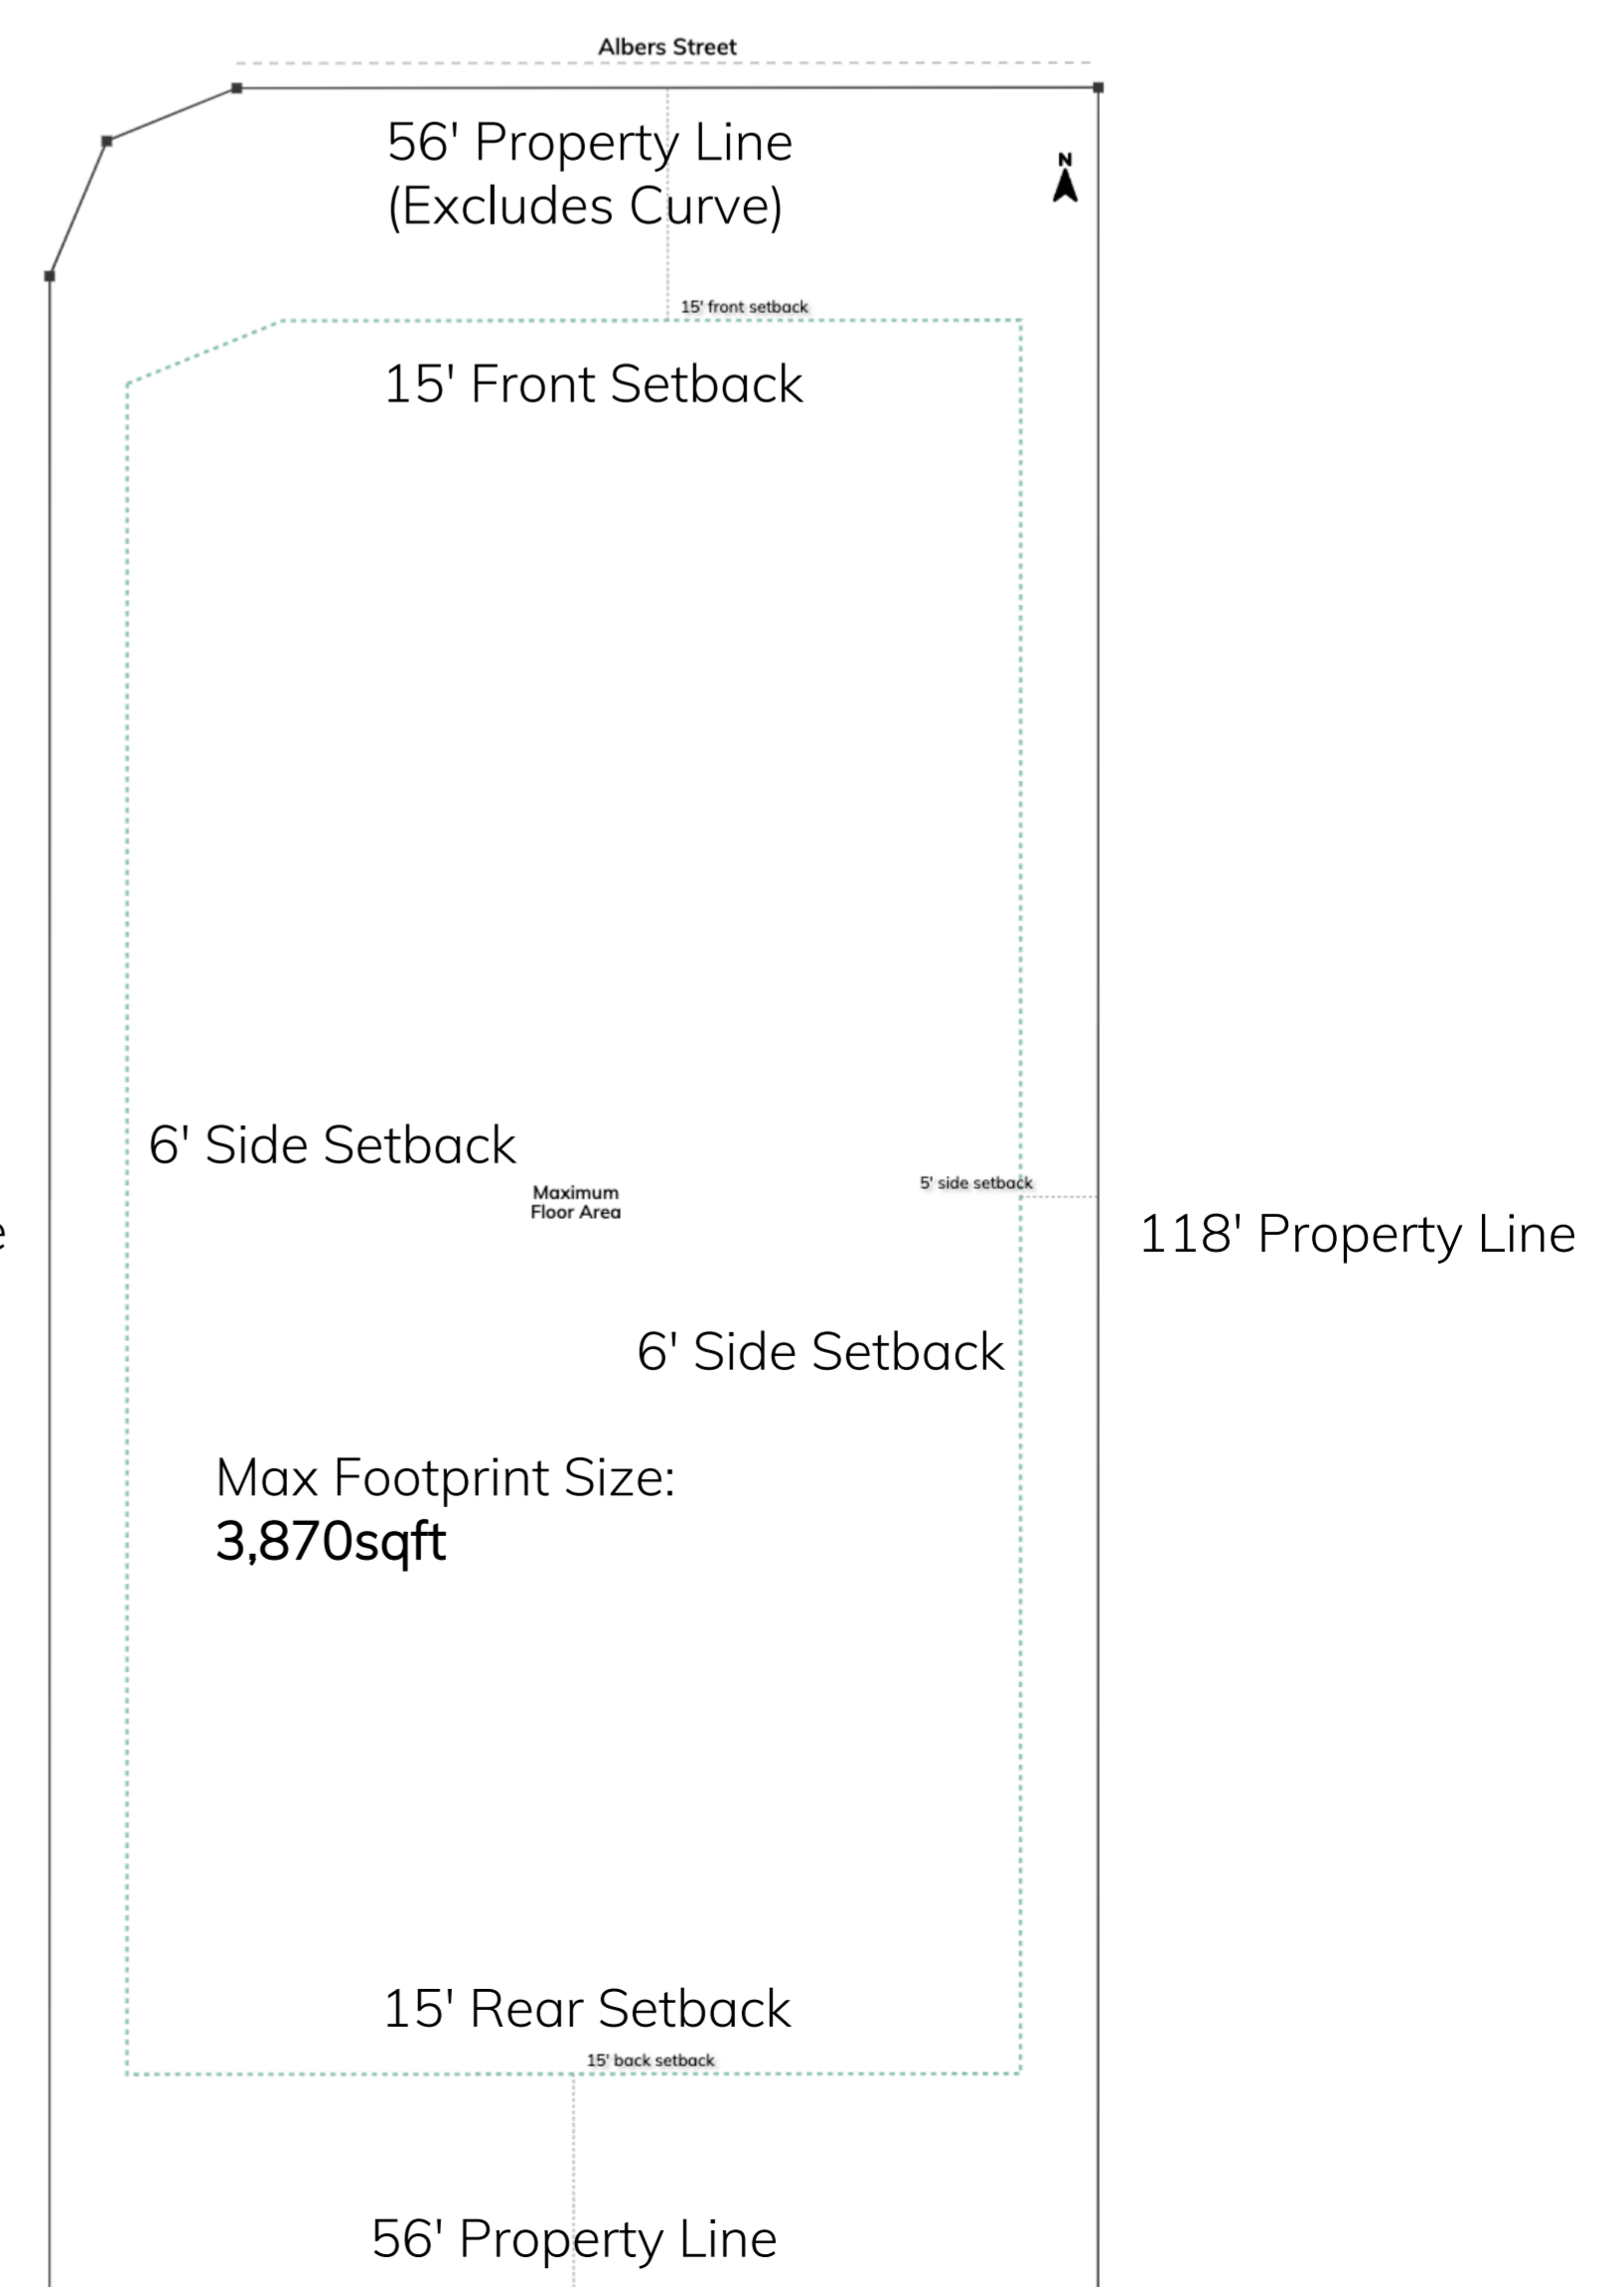 Albers Street
56' Property Line
(Excludes Curve)
N
15' front setback
15' Front Setback
6' Side Setback
Maximum
Floor Area
5' side setback
e
118' Property Line
6' Side Setback
Max Footprint Size:
3,870sqft
15' Rear Setback
15' back setback
56' Property Line